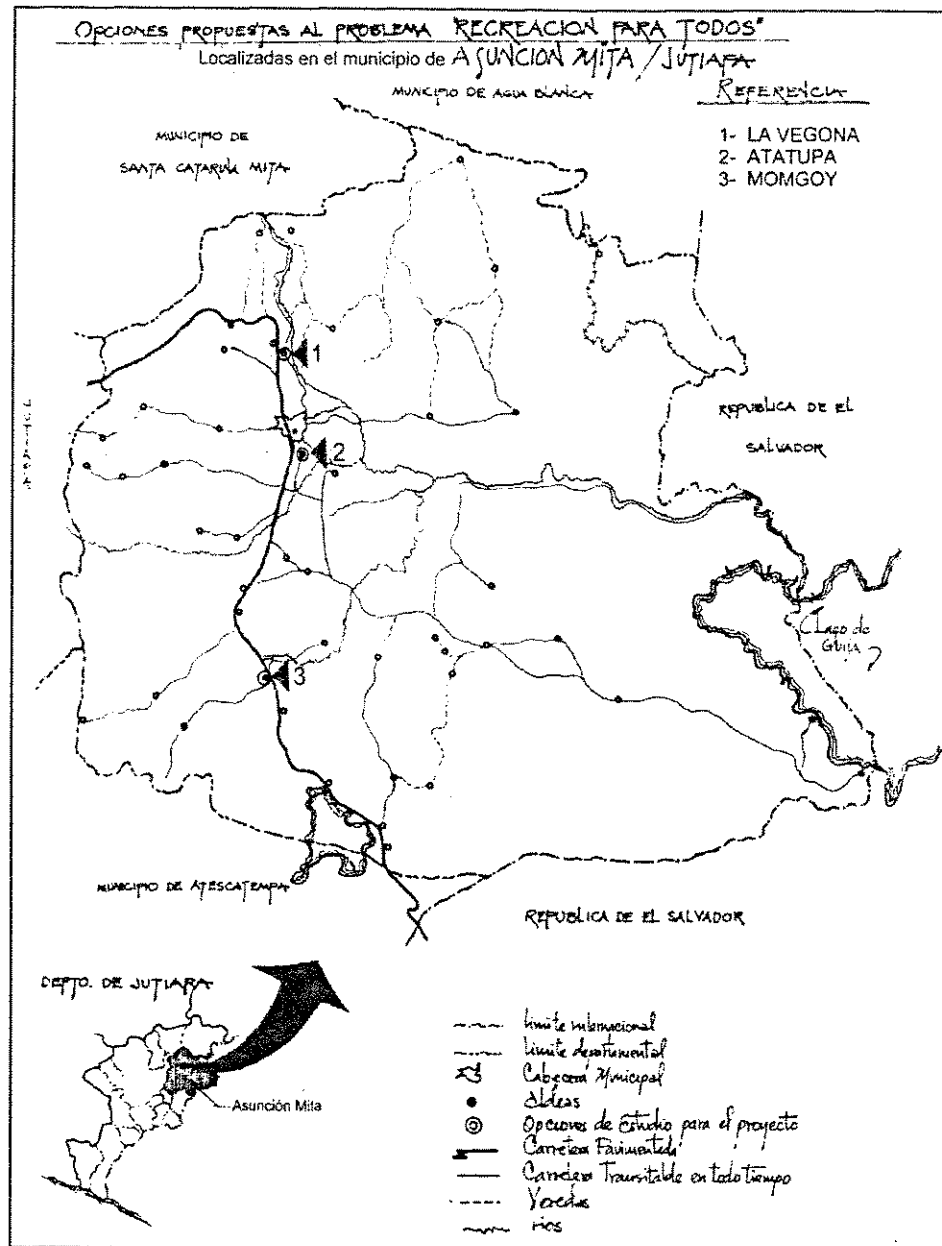 OPCIONES PROPUESTAS AL PROBLEMA "RECREACION PARA TODOS"
Localizadas en el municipio de ASUNCION MITA / JUTIAPA
MUNICIPIO DE AGUA BLANCA
REFERENCIA
1- LA VEGONA
2- ATATUPA
3- MOMGOY
MUNICIPIO DE
SANTA CATARINA MITA
1
REPUBLICA DE EL
SALVADOR
2
Lago de
Güija
3
MUNICIPIO DE ATESCATEMPA
REPUBLICA DE EL SALVADOR
DEPTO. DE JUTIAPA
Asunción Mita
Limite internacional
Limite departamental
Cabecera Municipal
Aldeas
Opciones de Estudio para el proyecto
Carretera Pavimentada
Carretera Transitable en todo tiempo
Veredas
rios